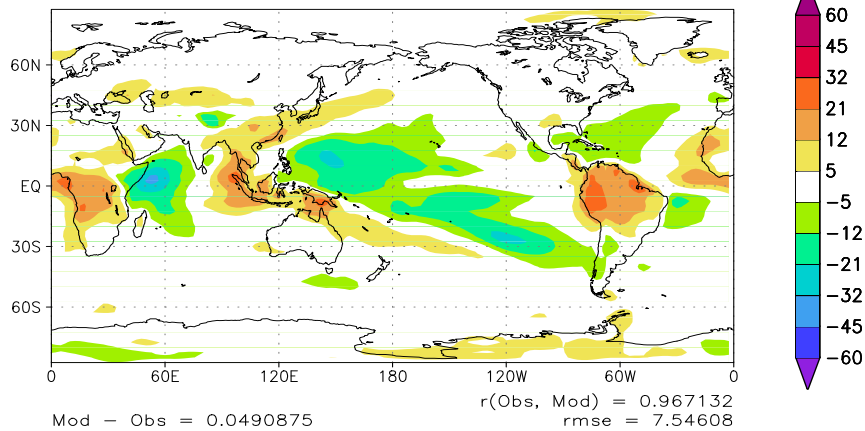 60N
30N
EQ
30S
60S
0 60E 120E 180 120W 60W 0
r(Obs, Mod) = 0.967132
Mod - Obs = 0.0490875 rmse = 7.54608
60
45
32
21
12
5
-5
-12
-21
-32
-45
-60